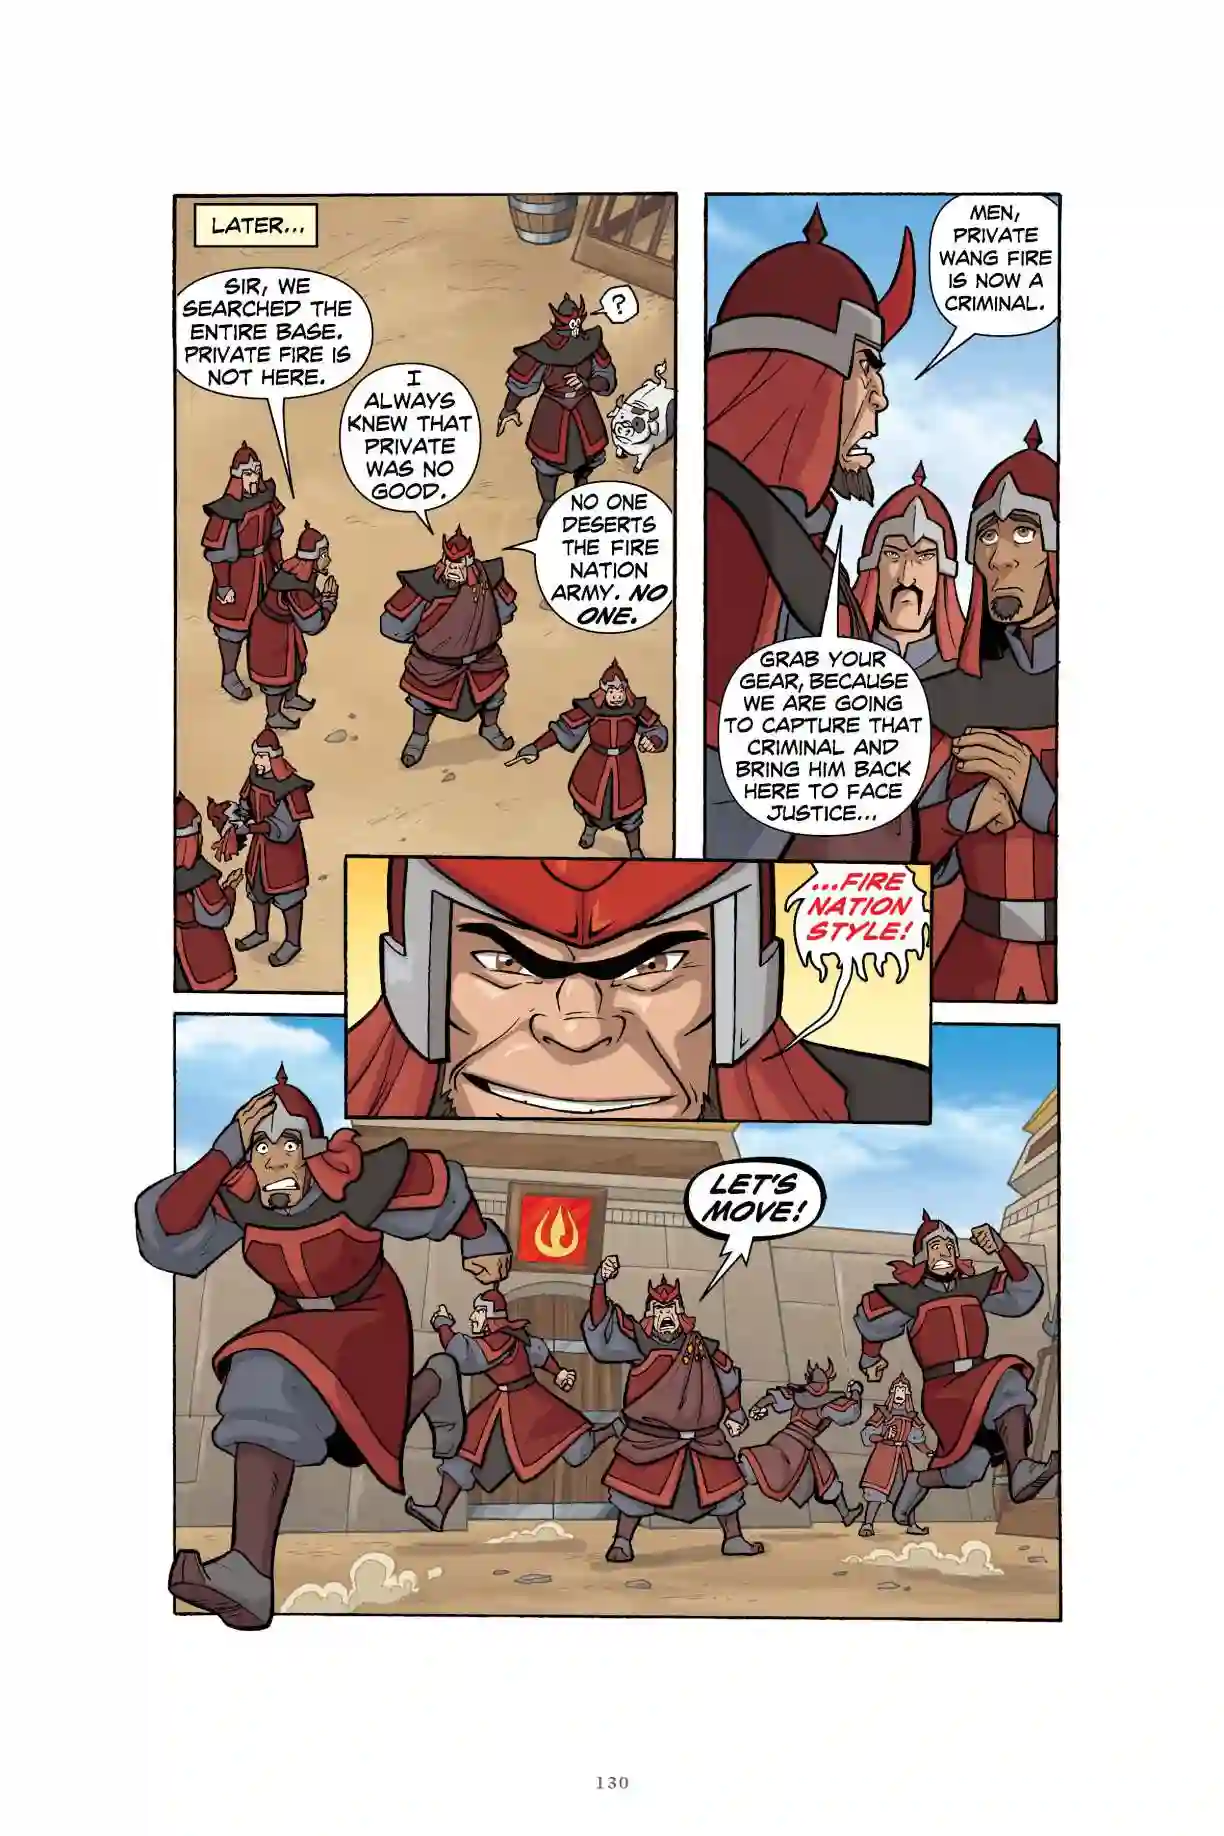 LATER...
SIR, WE
SEARCHED THE
ENTIRE BASE.
PRIVATE FIRE IS
NOT HERE.
I
ALWAYS
KNEW THAT
PRIVATE
WAS NO
GOOD.
?
NO ONE
DESERTS
THE FIRE
NATION
ARMY. NO
ONE.
MEN,
PRIVATE
WANG FIRE
IS NOW A
CRIMINAL.
GRAB YOUR
GEAR, BECAUSE
WE ARE GOING
TO CAPTURE THAT
CRIMINAL AND
BRING HIM BACK
HERE TO FACE
JUSTICE...
...FIRE
NATION
STYLE!
LET'S
MOVE!
130